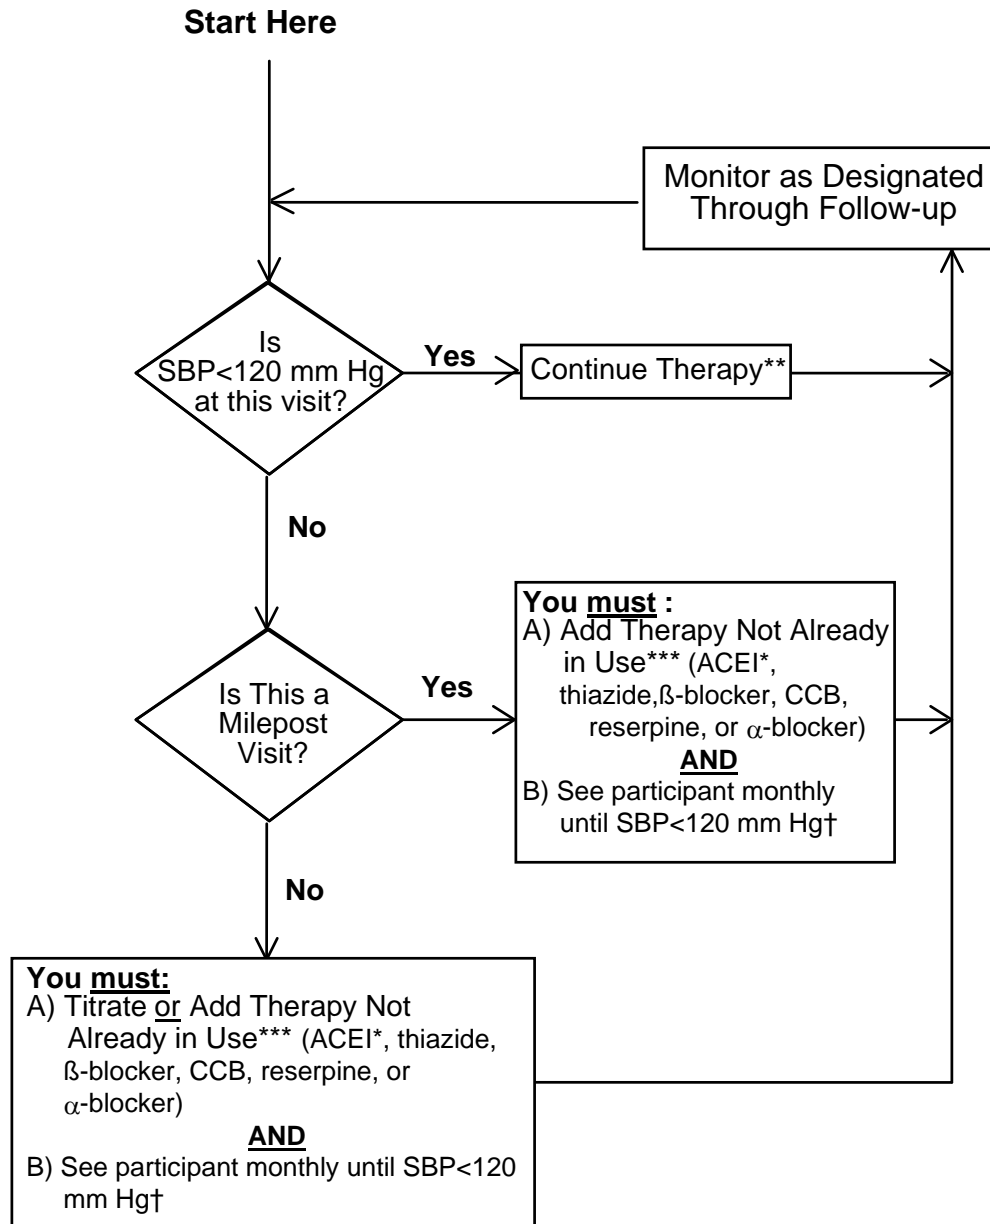 Start Here
Monitor as Designated
Through Follow-up
Is
SBP<120 mm Hg
at this visit?
Yes
Continue Therapy**
No
Is This a
Milepost
Visit?
Yes
You must :
A) Add Therapy Not Already
in Use*** (ACEI*,
thiazide,ß-blocker, CCB,
reserpine, or α-blocker)
AND
B) See participant monthly
until SBP<120 mm Hg†
No
You must:
A) Titrate or Add Therapy Not
Already in Use*** (ACEI*, thiazide,
ß-blocker, CCB, reserpine, or
α-blocker)
AND
B) See participant monthly until SBP<120
mm Hg†